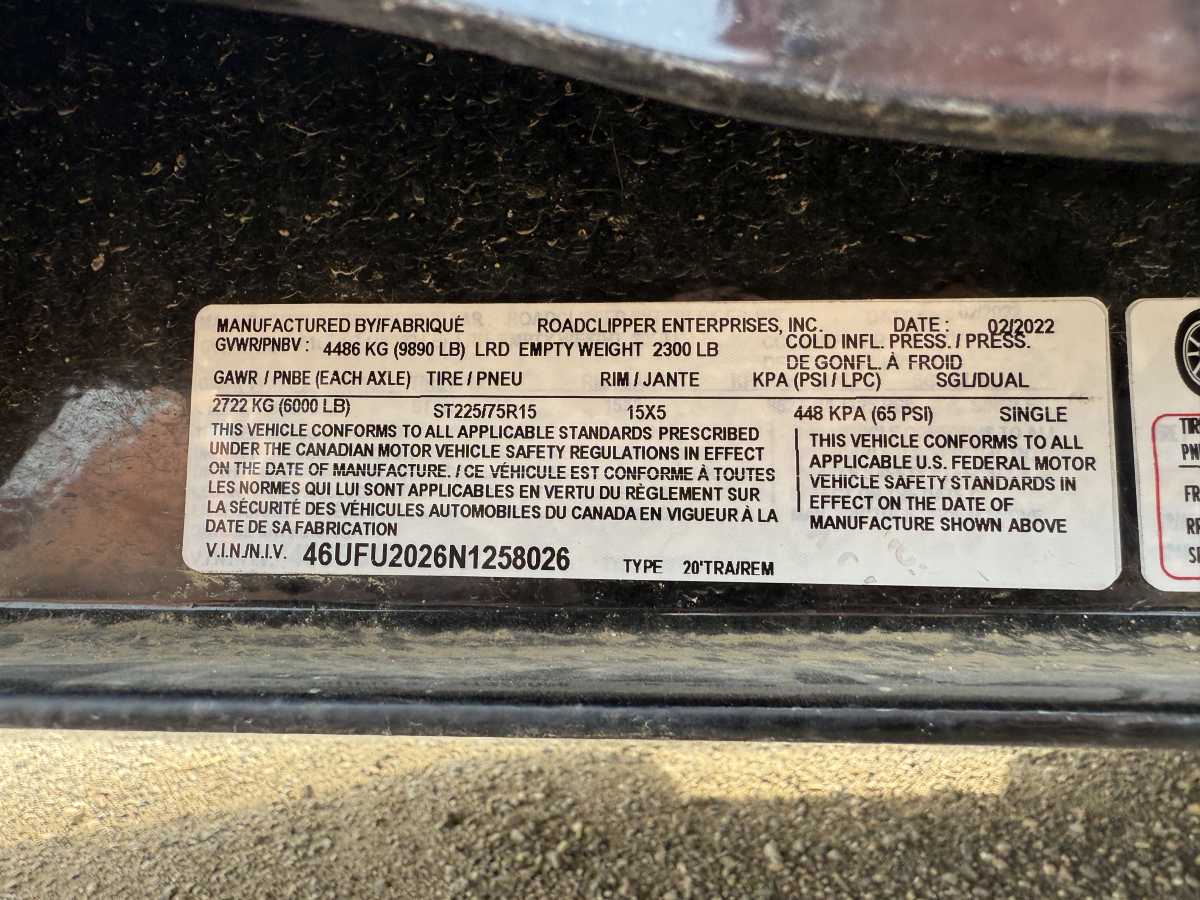 MANUFACTURED BY/FABRIQUÉ ROADCLIPPER ENTERPRISES, INC. DATE : 02/2022
GVWR/PNBV : 4486 KG (9890 LB) LRD EMPTY WEIGHT 2300 LB COLD INFL. PRESS. / PRESS.
DE GONFL. À FROID
GAWR / PNBE (EACH AXLE) TIRE / PNEU RIM / JANTE KPA (PSI / LPC) SGL/DUAL
2722 KG (6000 LB) ST225/75R15 15X5 448 KPA (65 PSI) SINGLE
THIS VEHICLE CONFORMS TO ALL APPLICABLE STANDARDS PRESCRIBED
UNDER THE CANADIAN MOTOR VEHICLE SAFETY REGULATIONS IN EFFECT
ON THE DATE OF MANUFACTURE. / CE VÉHICULE EST CONFORME À TOUTES
LES NORMES QUI LUI SONT APPLICABLES EN VERTU DU RÈGLEMENT SUR
LA SÉCURITÉ DES VÉHICULES AUTOMOBILES DU CANADA EN VIGUEUR À LA
DATE DE SA FABRICATION
THIS VEHICLE CONFORMS TO ALL
APPLICABLE U.S. FEDERAL MOTOR
VEHICLE SAFETY STANDARDS IN
EFFECT ON THE DATE OF
MANUFACTURE SHOWN ABOVE
V.I.N./N.I.V. 46UFU2026N1258026 TYPE 20'TRA/REM